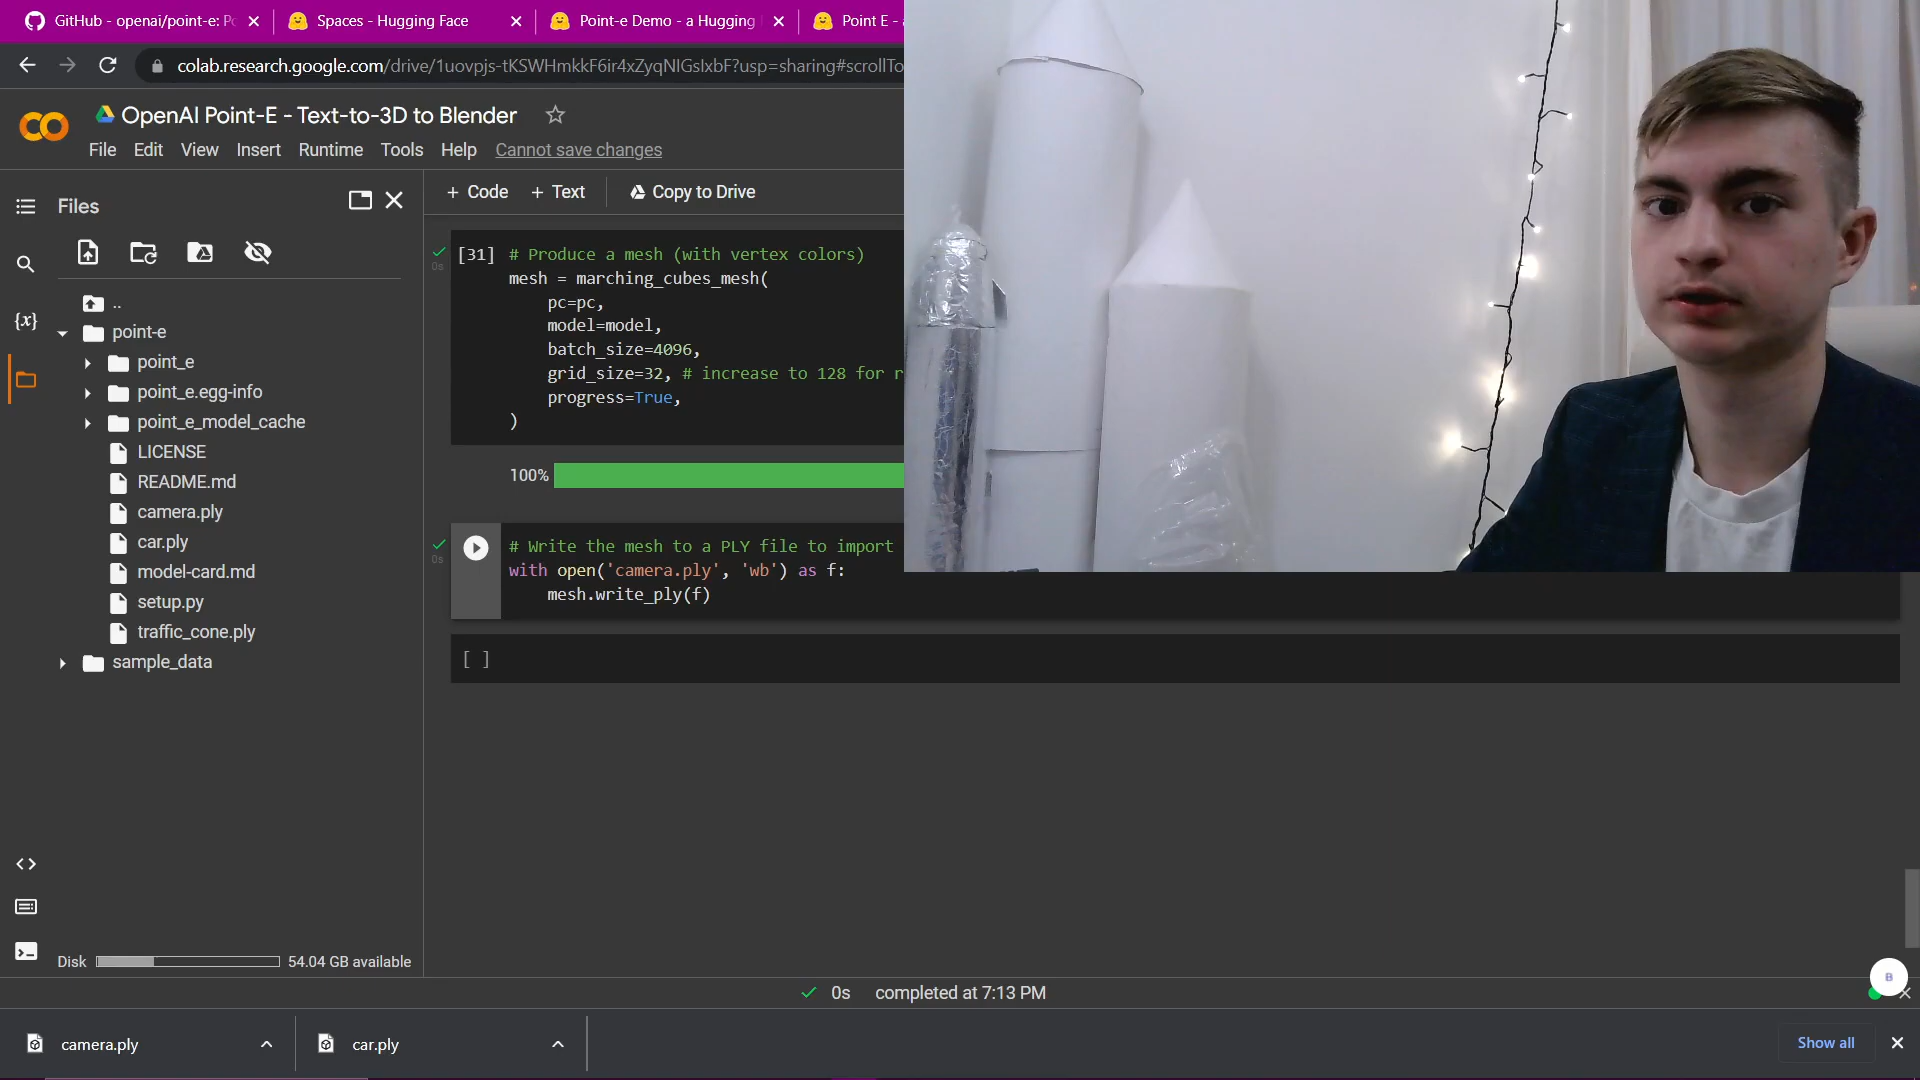 GitHub - openai/point-e: Po
Spaces - Hugging Face
Point-e Demo - a Hugging
Point E - a
colab.research.google.com/drive/1uovpjs-tKSWHmkkF6ir4xZyqNIGsIxbF?usp=sharing#scrollTo
OpenAI Point-E - Text-to-3D to Blender
File Edit View Insert Runtime Tools Help Cannot save changes
Files
+ Code + Text Copy to Drive
..
point-e
point_e
point_e.egg-info
point_e_model_cache
LICENSE
README.md
camera.ply
car.ply
model-card.md
setup.py
traffic_cone.ply
sample_data
{x}
<>
Disk 54.04 GB available
[31] # Produce a mesh (with vertex colors)
mesh = marching_cubes_mesh(
pc=pc,
model=model,
batch_size=4096,
grid_size=32, # increase to 128 for r
progress=True,
)
0s
100%
# Write the mesh to a PLY file to import
with open('camera.ply', 'wb') as f:
mesh.write_ply(f)
0s
[ ]
0s completed at 7:13 PM
camera.ply
car.ply
Show all